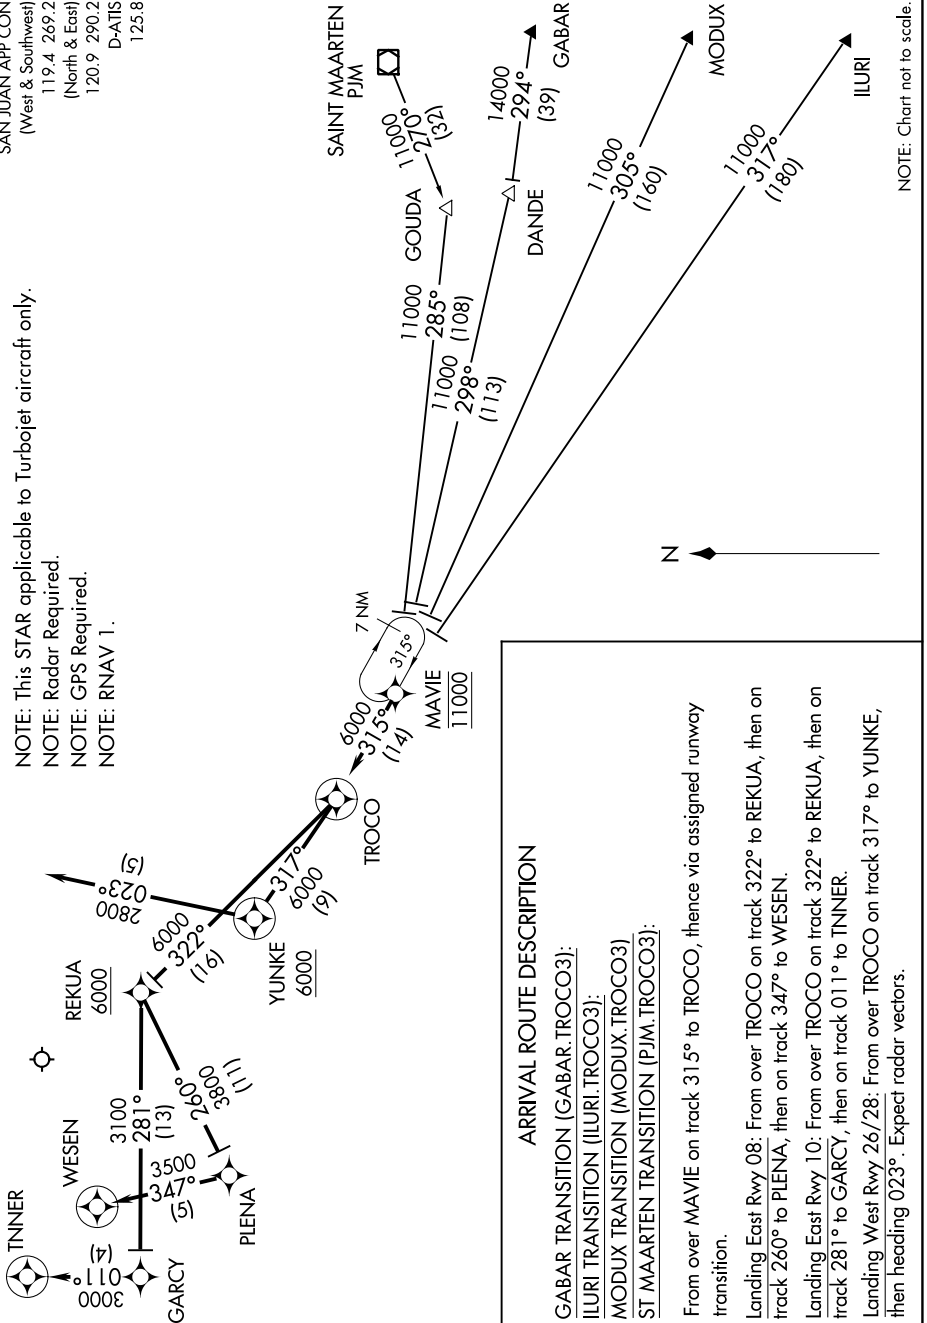 SAN JUAN APP CON
(West & Southwest)
119.4 269.2
(North & East)
120.9 290.2
D-ATIS
125.8
NOTE: This STAR applicable to Turbojet aircraft only.
NOTE: Radar Required.
NOTE: GPS Required.
NOTE: RNAV 1.
TNNER
WESEN
REKUA
6000
2800
023°
(5)
6000
322°
(16)
YUNKE
6000
317°
6000
(9)
TROCO
3100
281°
(13)
260°
3800
(11)
3500
347°
(5)
PLENA
3000
011°
(4)
GARCY
6000
315°
(14)
MAVIE
11000
7 NM
315°
SAINT MAARTEN
PJM
11000
270°
(32)
GOUDA
11000
285°
(108)
11000
298°
(113)
DANDE
14000
294°
(39)
GABAR
11000
305°
(160)
MODUX
11000
317°
(180)
ILURI
N
NOTE: Chart not to scale.
ARRIVAL ROUTE DESCRIPTION
GABAR TRANSITION (GABAR.TROCO3):
ILURI TRANSITION (ILURI.TROCO3):
MODUX TRANSITION (MODUX.TROCO3)
ST MAARTEN TRANSITION (PJM.TROCO3):
From over MAVIE on track 315° to TROCO, thence via assigned runway
transition.
Landing East Rwy 08: From over TROCO on track 322° to REKUA, then on
track 260° to PLENA, then on track 347° to WESEN.
Landing East Rwy 10: From over TROCO on track 322° to REKUA, then on
track 281° to GARCY, then on track 011° to TNNER.
Landing West Rwy 26/28: From over TROCO on track 317° to YUNKE,
then heading 023°. Expect radar vectors.